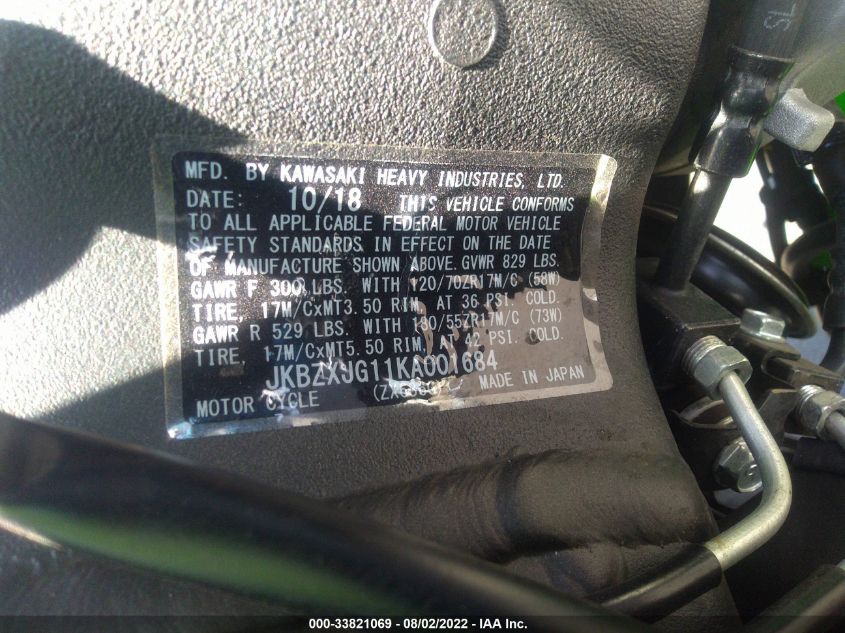 MFD. BY KAWASAKI HEAVY INDUSTRIES, LTD.
DATE: 10/18 THIS VEHICLE CONFORMS
TO ALL APPLICABLE FEDERAL MOTOR VEHICLE
SAFETY STANDARDS IN EFFECT ON THE DATE
OF MANUFACTURE SHOWN ABOVE. GVWR 829 LBS.
GAWR F 300 LBS. WITH 120/70ZR17M/C (58W)
TIRE, 17M/CxMT3.50 RIM, AT 36 PSI. COLD.
GAWR R 529 LBS. WITH 180/55ZR17M/C (73W)
TIRE, 17M/CxMT5.50 RIM, AT 42 PSI. COLD.
JKBZXJG11KA001684
MOTOR CYCLE MADE IN JAPAN
000-33821069 - 08/02/2022 - IAA Inc.